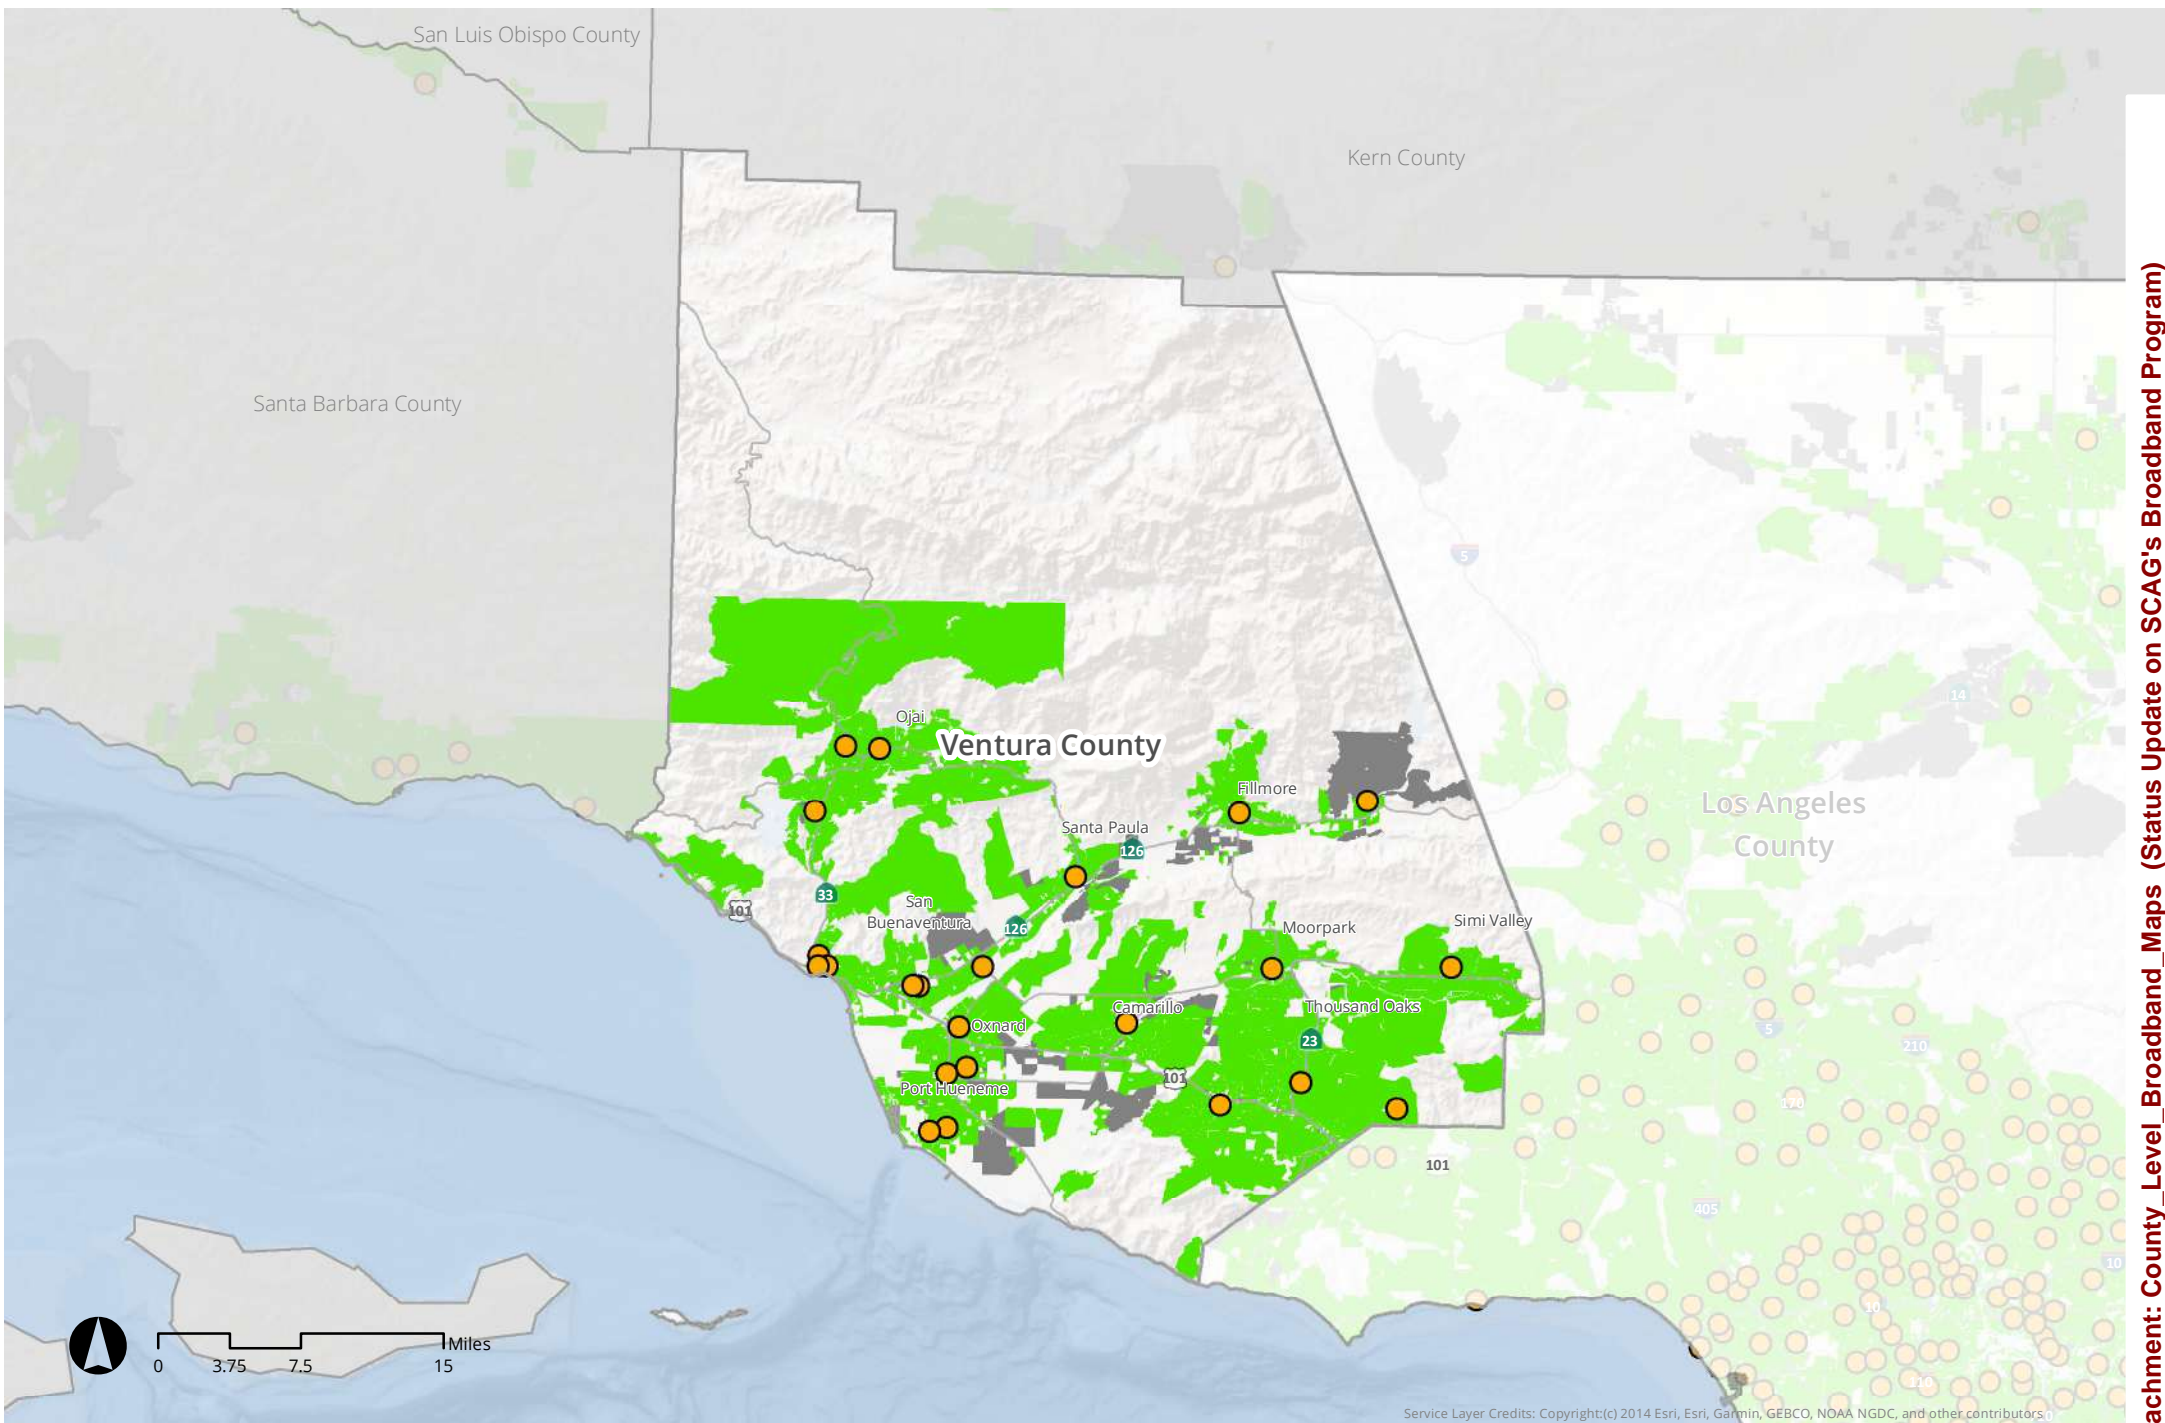 San Luis Obispo County
Kern County
Santa Barbara County
5
14
Ojai
Ventura County
Fillmore
Los Angeles
County
Santa Paula
126
33
San
Buenaventura
101
126
Moorpark
Simi Valley
Camarillo
Thousand Oaks
Oxnard
23
5
210
101
Port Hueneme
170
101
405
10
10
110
Miles
0
3.75
7.5
15
Service Layer Credits: Copyright:(c) 2014 Esri, Esri, Garmin, GEBCO, NOAA NGDC, and other contributors
achment: County_Level_Broadband_Maps (Status Update on SCAG's Broadband Program)